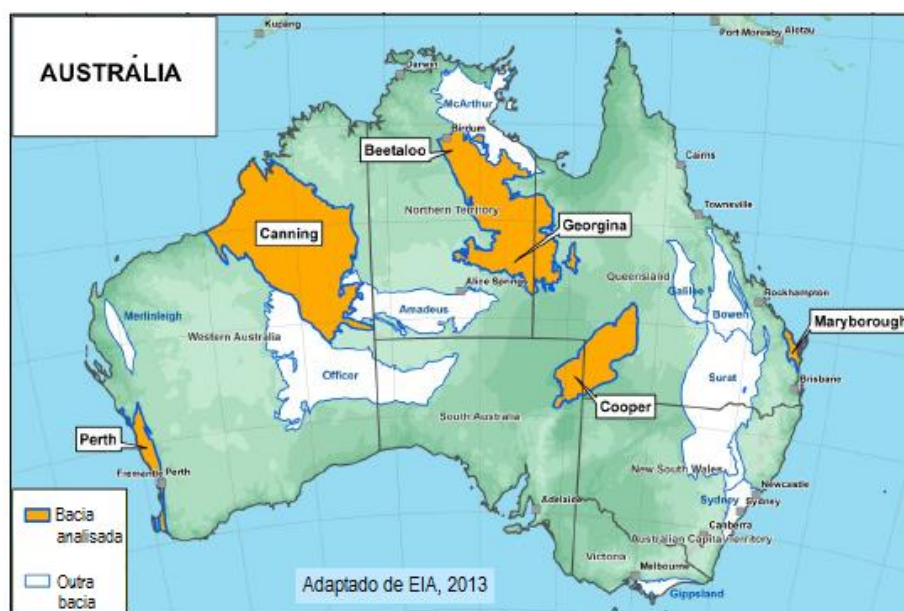 Kupang
Port Moresby
Alotau
AUSTRÁLIA
Darwin
McArthur
Birdum
Beetaloo
Cairns
Townsville
Northern Territory
Canning
Georgina
Queensland
Alice Springs
Galilee
Rockhampton
Merlinleigh
Amadeus
Bowen
Maryborough
Western Australia
Officer
Surat
Brisbane
Cooper
South Australia
Perth
New South Wales
Fremantle
Perth
Newcastle
Sydney
Sydney
Adelaide
Canberra
Australian Capital Territory
Victoria
Melbourne
Gippsland
Bacia
analisada
Outra
bacia
Adaptado de EIA, 2013